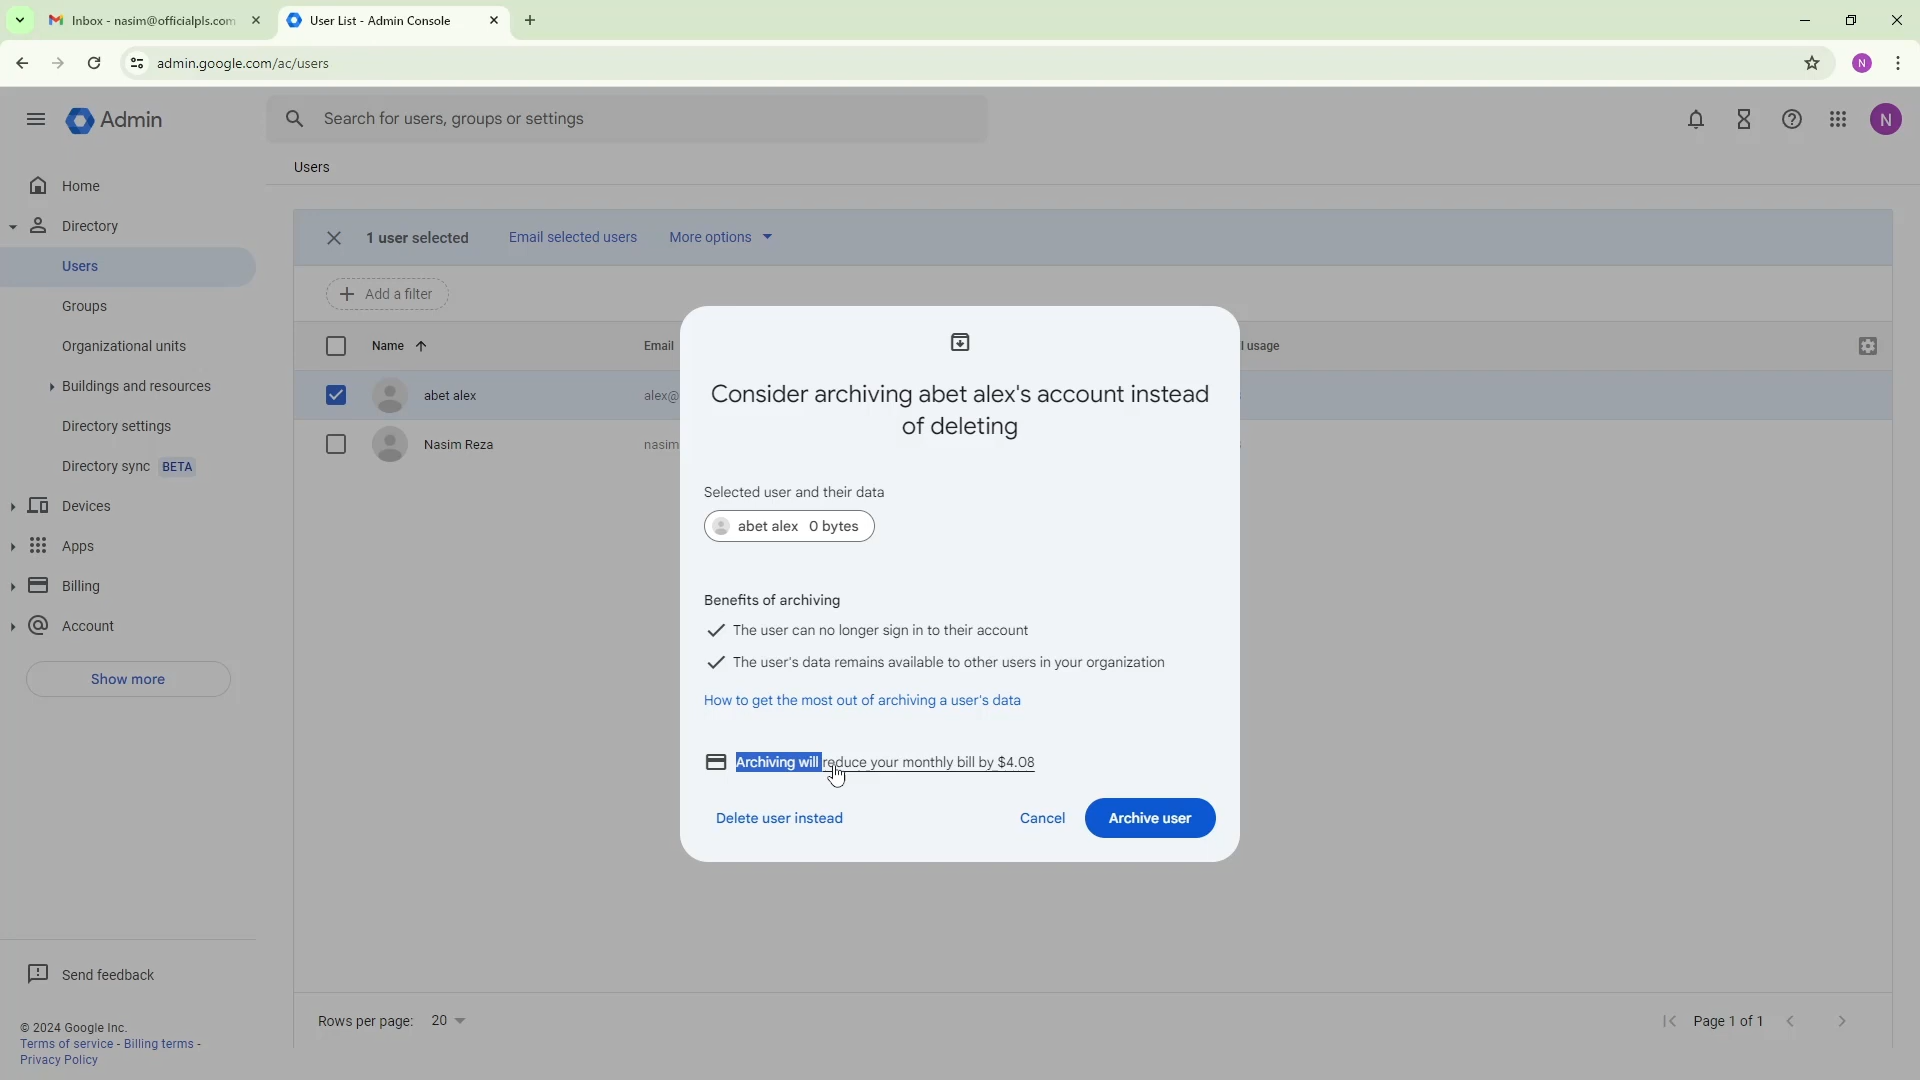 Inbox - nasim@officialpls.com
User List - Admin Console
admin.google.com/ac/users
N
Admin
Search for users, groups or settings
N
Users
Home
Directory
Users
Groups
Organizational units
Buildings and resources
Directory settings
Directory sync BETA
Devices
Apps
Billing
Account
Show more
Send feedback
© 2024 Google Inc.
Terms of service - Billing terms -
Privacy Policy
1 user selected Email selected users More options
Add a filter
Name Email usage
abet alex alex@
Nasim Reza nasim
Consider archiving abet alex's account instead
of deleting
Selected user and their data
abet alex 0 bytes
Benefits of archiving
The user can no longer sign in to their account
The user's data remains available to other users in your organization
How to get the most out of archiving a user's data
Archiving will reduce your monthly bill by $4.08
Delete user instead Cancel Archive user
Rows per page: 20
Page 1 of 1